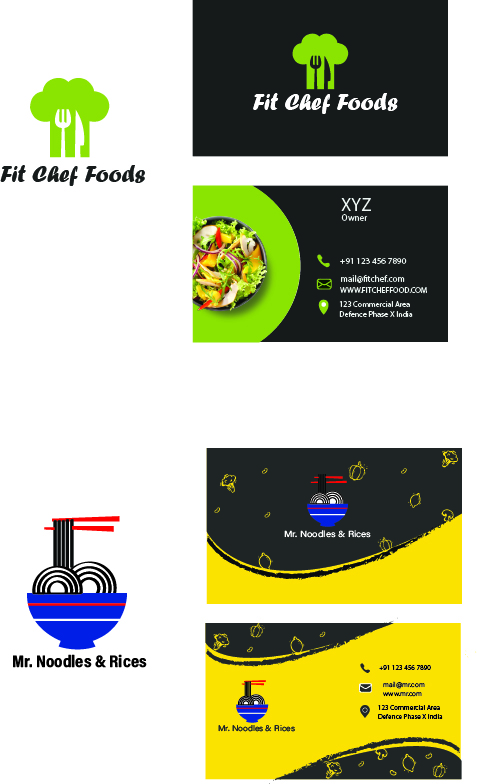 Fit Chef Foods
Fit Chef Foods
XYZ
Owner
+91 123 456 7890
mail@fitchef.com
WWW.FITCHEFFOOD.COM
123 Commercial Area
Defence Phase X India
Mr. Noodles & Rices
Mr. Noodles & Rices
Mr. Noodles & Rices
+91 123 456 7890
mail@mr.com
www.mr.com
123 Commercial Area
Defence Phase X India